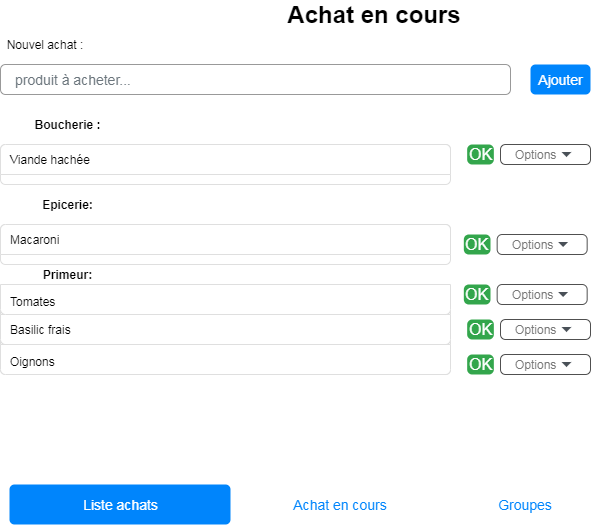 Achat en cours
Nouvel achat :
produit à acheter...
Ajouter
Boucherie :
Viande hachée OK Options
Epicerie:
Macaroni OK Options
Primeur:
Tomates OK Options
Basilic frais OK Options
Oignons OK Options
Liste achats Achat en cours Groupes